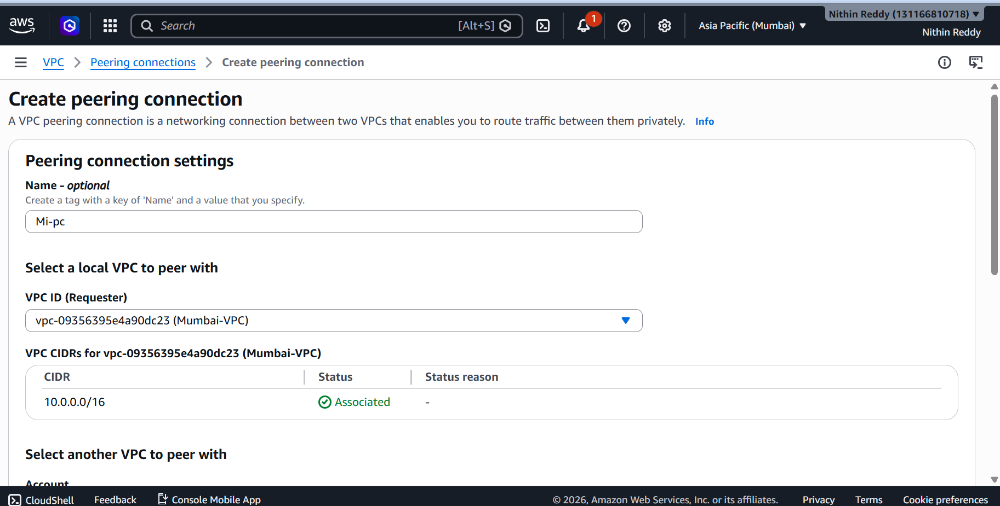 aws
Search
[Alt+S]
1
Asia Pacific (Mumbai)
Nithin Reddy (131166810718)
Nithin Reddy
VPC
Peering connections
Create peering connection
Create peering connection
A VPC peering connection is a networking connection between two VPCs that enables you to route traffic between them privately. Info
Peering connection settings
Name - optional
Create a tag with a key of 'Name' and a value that you specify.
Mi-pc
Select a local VPC to peer with
VPC ID (Requester)
vpc-09356395e4a90dc23 (Mumbai-VPC)
VPC CIDRs for vpc-09356395e4a90dc23 (Mumbai-VPC)
CIDR Status Status reason
10.0.0.0/16 Associated -
Select another VPC to peer with
Account
CloudShell Feedback Console Mobile App © 2026, Amazon Web Services, Inc. or its affiliates. Privacy Terms Cookie preferences